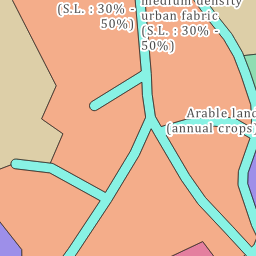 (S.L. : 30% -
50%)
medium density
urban fabric
(S.L. : 30% -
50%)
Arable land
(annual crops)